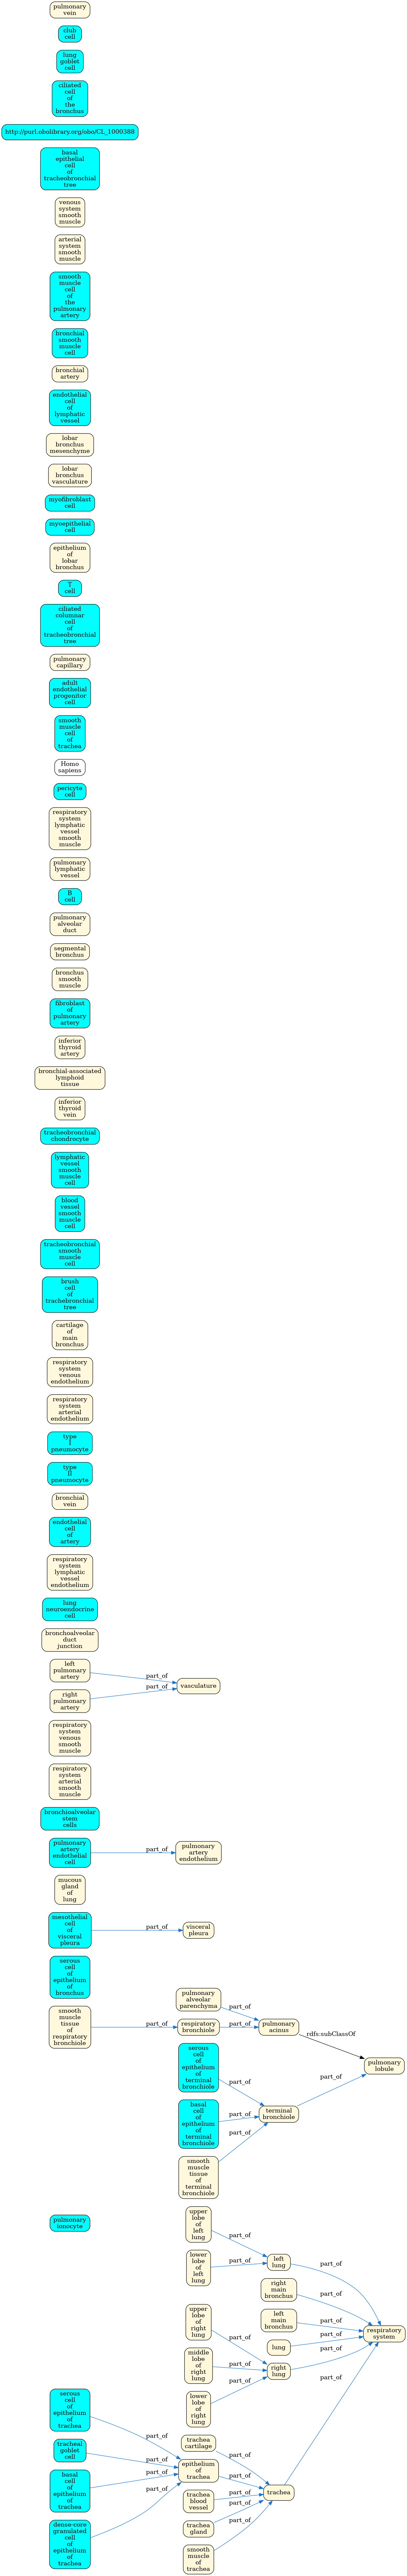 pulmonary
vein
club
cell
lung
goblet
cell
ciliated
cell
of
the
bronchus
http://purl.obolibrary.org/obo/CL_1000388
basal
epithelial
cell
of
tracheobronchial
tree
venous
system
smooth
muscle
arterial
system
smooth
muscle
smooth
muscle
cell
of
the
pulmonary
artery
bronchial
smooth
muscle
cell
bronchial
artery
endothelial
cell
of
lymphatic
vessel
lobar
bronchus
mesenchyme
lobar
bronchus
vasculature
myofibroblast
cell
myoepithelial
cell
epithelium
of
lobar
bronchus
T
cell
ciliated
columnar
cell
of
tracheobronchial
tree
pulmonary
capillary
adult
endothelial
progenitor
cell
smooth
muscle
cell
of
trachea
Homo
sapiens
pericyte
cell
respiratory
system
lymphatic
vessel
smooth
muscle
pulmonary
lymphatic
vessel
B
cell
pulmonary
alveolar
duct
segmental
bronchus
bronchus
smooth
muscle
fibroblast
of
pulmonary
artery
inferior
thyroid
artery
bronchial-associated
lymphoid
tissue
inferior
thyroid
vein
tracheobronchial
chondrocyte
lymphatic
vessel
smooth
muscle
cell
blood
vessel
smooth
muscle
cell
tracheobronchial
smooth
muscle
cell
brush
cell
of
trachebronchial
tree
cartilage
of
main
bronchus
respiratory
system
venous
endothelium
respiratory
system
arterial
endothelium
type
I
pneumocyte
type
II
pneumocyte
bronchial
vein
endothelial
cell
of
artery
respiratory
system
lymphatic
vessel
endothelium
lung
neuroendocrine
cell
bronchoalveolar
duct
junction
left
pulmonary
artery
part_of
vasculature
right
pulmonary
artery
part_of
respiratory
system
venous
smooth
muscle
respiratory
system
arterial
smooth
muscle
bronchioalveolar
stem
cells
pulmonary
artery
endothelial
cell
part_of
pulmonary
artery
endothelium
mucous
gland
of
lung
mesothelial
cell
of
visceral
pleura
part_of
visceral
pleura
serous
cell
of
epithelium
of
bronchus
pulmonary
alveolar
parenchyma
part_of
smooth
muscle
tissue
of
respiratory
bronchiole
part_of
respiratory
bronchiole
part_of
pulmonary
acinus
rdfs:subClassOf
pulmonary
lobule
serous
cell
of
epithelium
of
terminal
bronchiole
part_of
basal
cell
of
epithelium
of
terminal
bronchiole
part_of
terminal
bronchiole
part_of
smooth
muscle
tissue
of
terminal
bronchiole
part_of
pulmonary
ionocyte
upper
lobe
of
left
lung
part_of
lower
lobe
of
left
lung
part_of
left
lung
part_of
right
main
bronchus
part_of
left
main
bronchus
part_of
lung
part_of
respiratory
system
upper
lobe
of
right
lung
part_of
middle
lobe
of
right
lung
part_of
right
lung
part_of
lower
lobe
of
right
lung
part_of
serous
cell
of
epithelium
of
trachea
part_of
tracheal
goblet
cell
part_of
basal
cell
of
epithelium
of
trachea
part_of
dense-core
granulated
cell
of
epithelium
of
trachea
part_of
trachea
cartilage
part_of
epithelium
of
trachea
part_of
trachea
blood
vessel
part_of
trachea
gland
part_of
smooth
muscle
of
trachea
part_of
trachea
part_of